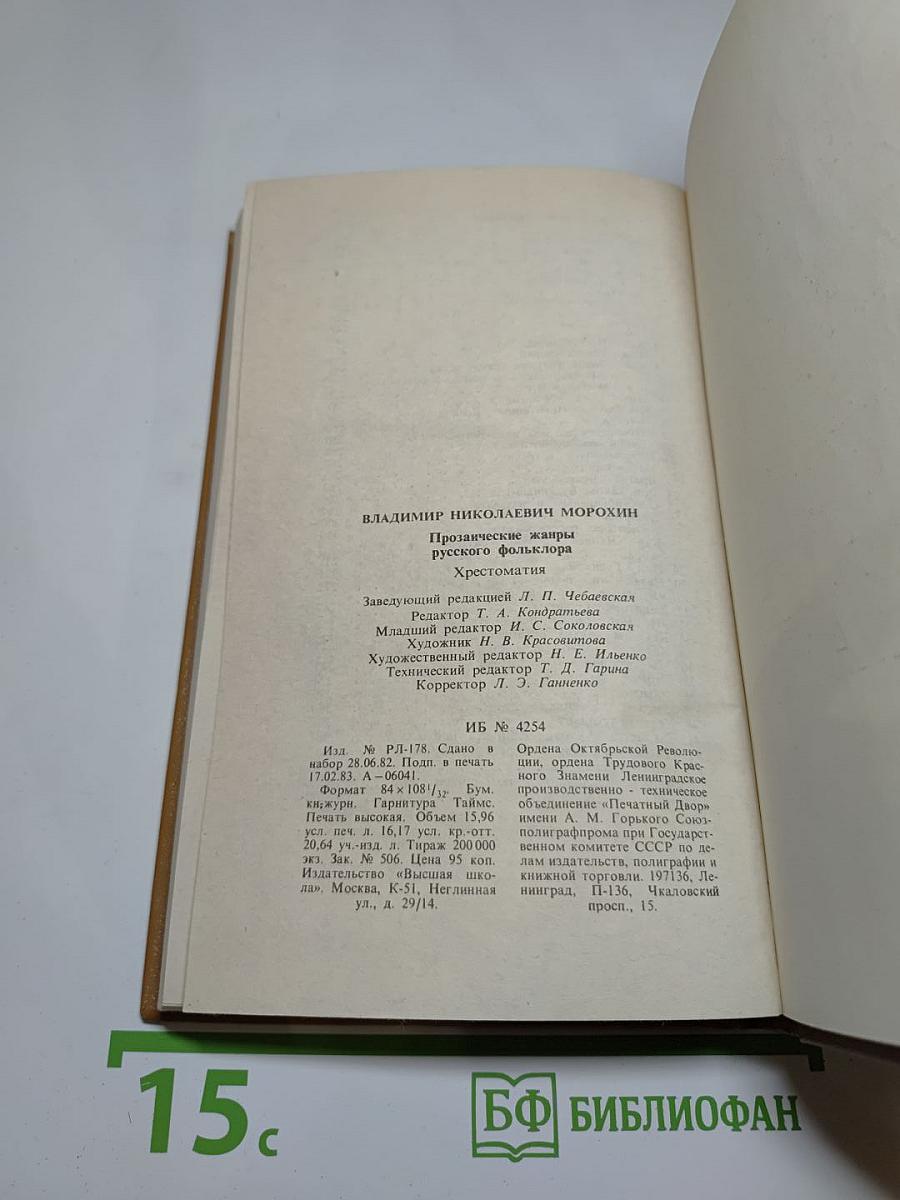 ВЛАДИМИР НИКОЛАЕВИЧ МОРОХИН
Прозаические жанры
русского фольклора
Хрестоматия
Заведующий редакцией Л. П. Чебаевская
Редактор Т. А. Кондратьева
Младший редактор И. С. Соколовская
Художник Н. В. Красовитова
Художественный редактор Н. Е. Ильенко
Технический редактор Т. Д. Гарина
Корректор Л. Э. Ганненко
ИБ № 4254
Изд. № РЛ-178. Сдано в
набор 28.06.82. Подп. в печать
17.02.83. А—06041.
Формат 84×108¹/₃₂. Бум.
кн.-журн. Гарнитура Таймс.
Печать высокая. Объем 15,96
усл. печ. л. 16,17 усл. кр.-отт.
20,64 уч.-изд. л. Тираж 200 000
экз. Зак. № 506. Цена 95 коп.
Издательство «Высшая шко-
ла». Москва, К-51, Неглинная
ул., д. 29/14.
Ордена Октябрьской Револю-
ции, ордена Трудового Крас-
ного Знамени Ленинградское
производственно - техническое
объединение «Печатный Двор»
имени А. М. Горького Союз-
полиграфпрома при Государст-
венном комитете СССР по де-
лам издательств, полиграфии и
книжной торговли. 197136, Ле-
нинград, П-136, Чкаловский
просп., 15.
15 с
БФ БИБЛИОФАН